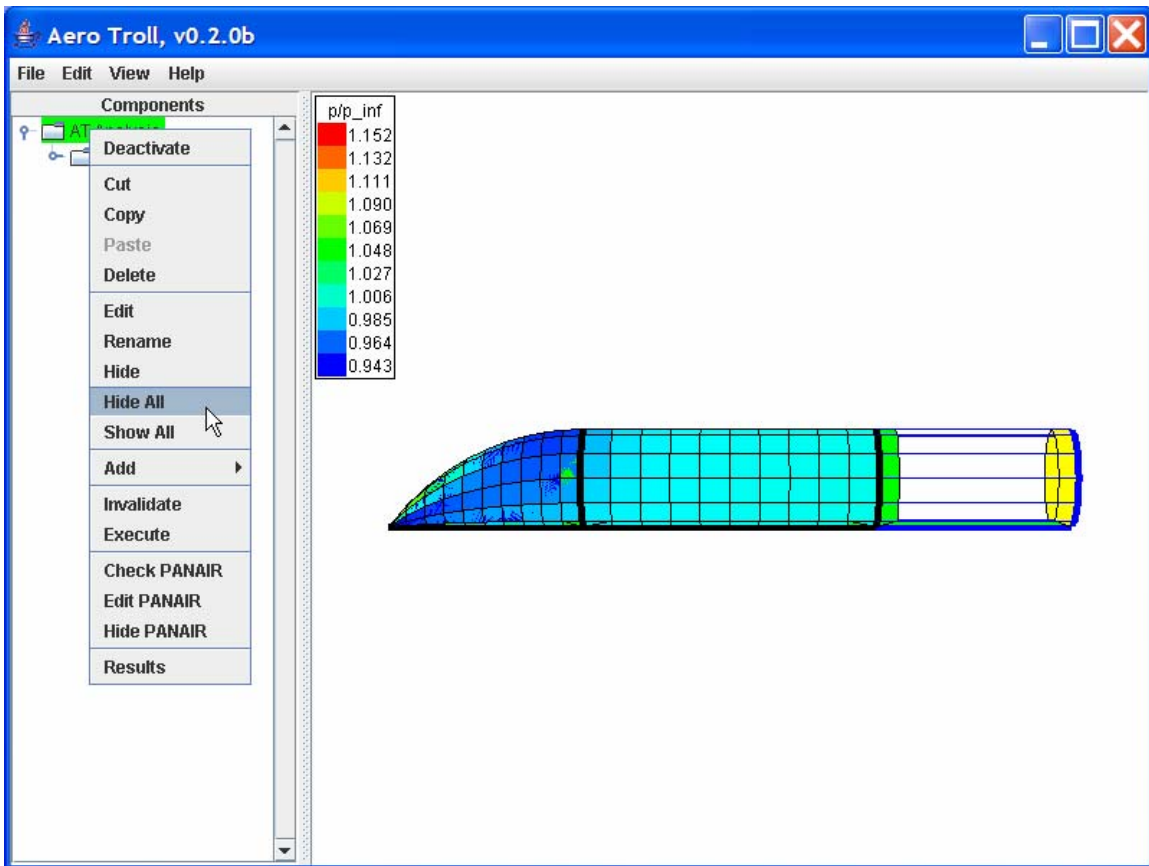 Aero Troll, v0.2.0b
File Edit View Help
Components
Deactivate
Cut
Copy
Paste
Delete
Edit
Rename
Hide
Hide All
Show All
Add
Invalidate
Execute
Check PANAIR
Edit PANAIR
Hide PANAIR
Results
p/p_inf
1.152
1.132
1.111
1.090
1.069
1.048
1.027
1.006
0.985
0.964
0.943